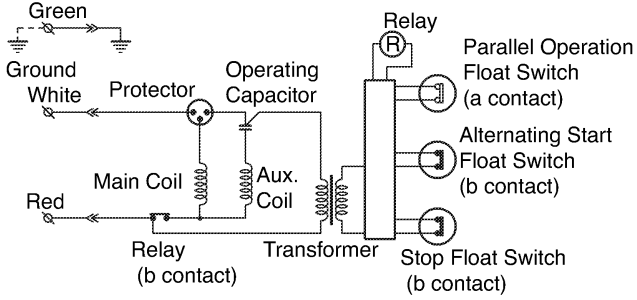 Green
Relay
R
Ground
White
Protector
Operating
Capacitor
Parallel Operation
Float Switch
(a contact)
Alternating Start
Float Switch
(b contact)
Main Coil
Aux.
Coil
Red
Relay
(b contact)
Transformer
Stop Float Switch
(b contact)